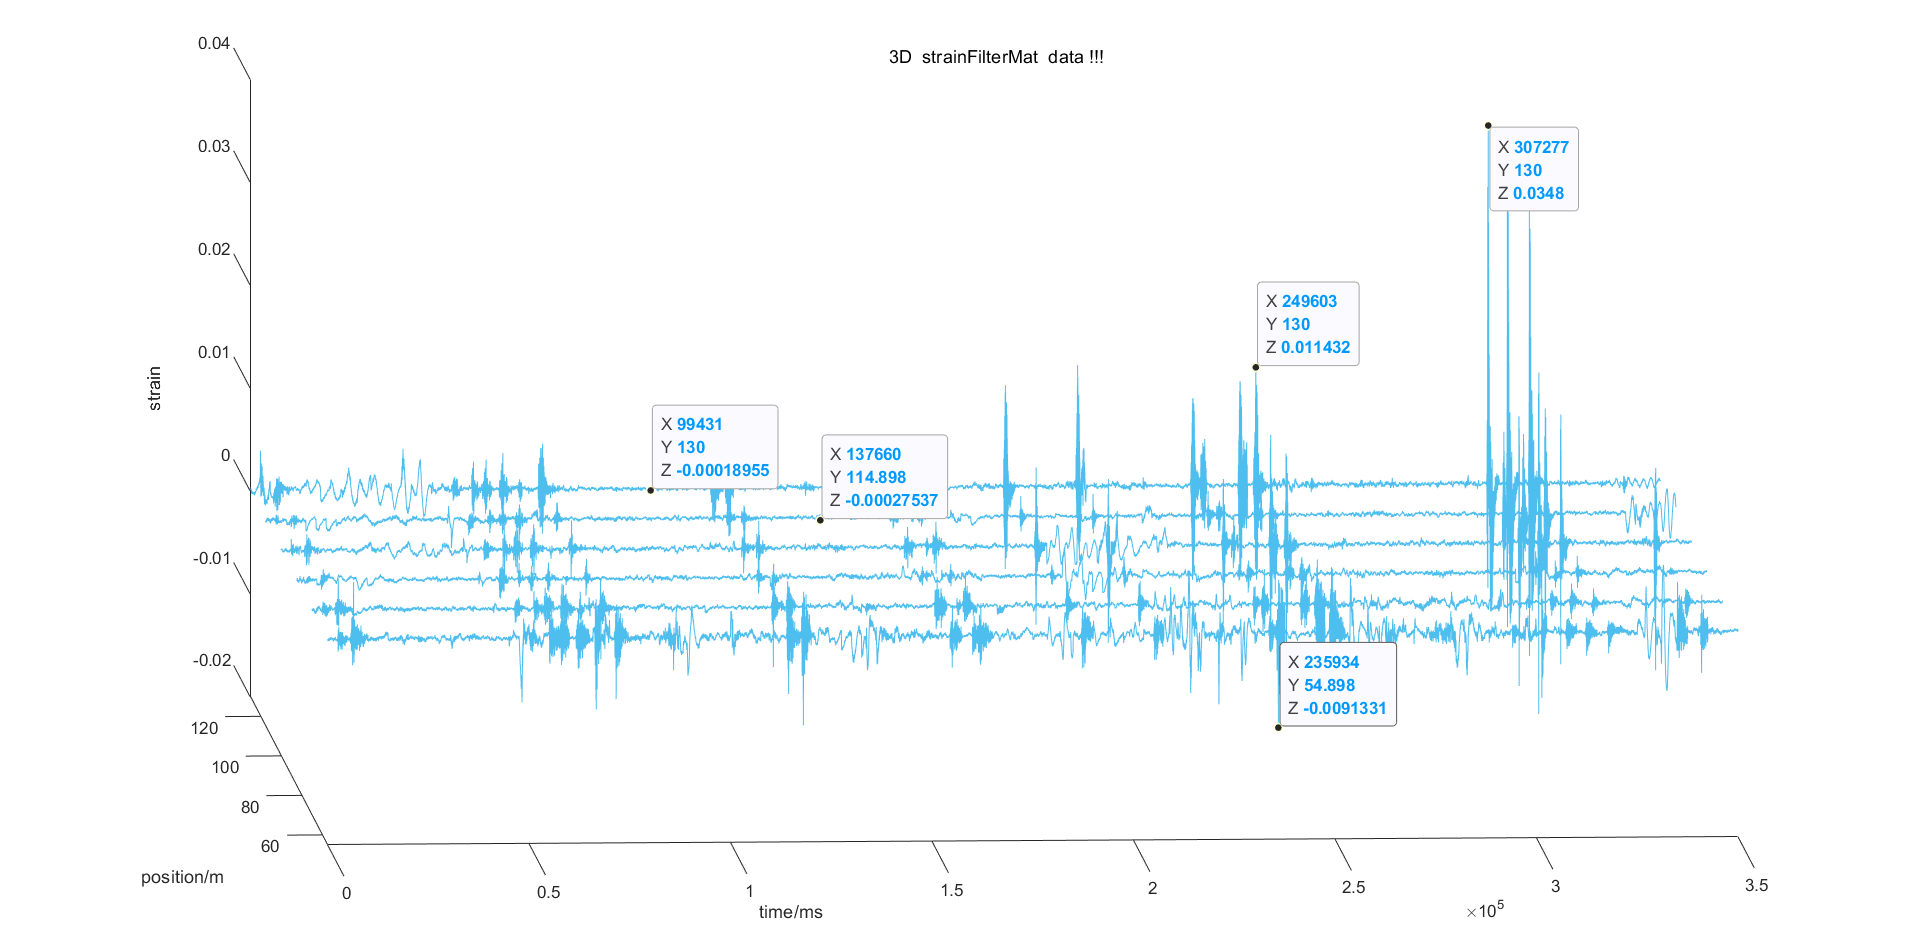 3D strainFilterMat data !!!
0.04
0.03
0.02
0.01
0
-0.01
-0.02
strain
X 307277
Y 130
Z 0.0348
X 249603
Y 130
Z 0.011432
X 99431
Y 130
Z -0.00018955
X 137660
Y 114.898
Z -0.00027537
X 235934
Y 54.898
Z -0.0091331
120
100
80
60
position/m
0
0.5
1
1.5
2
2.5
3
3.5
time/ms
×10⁵